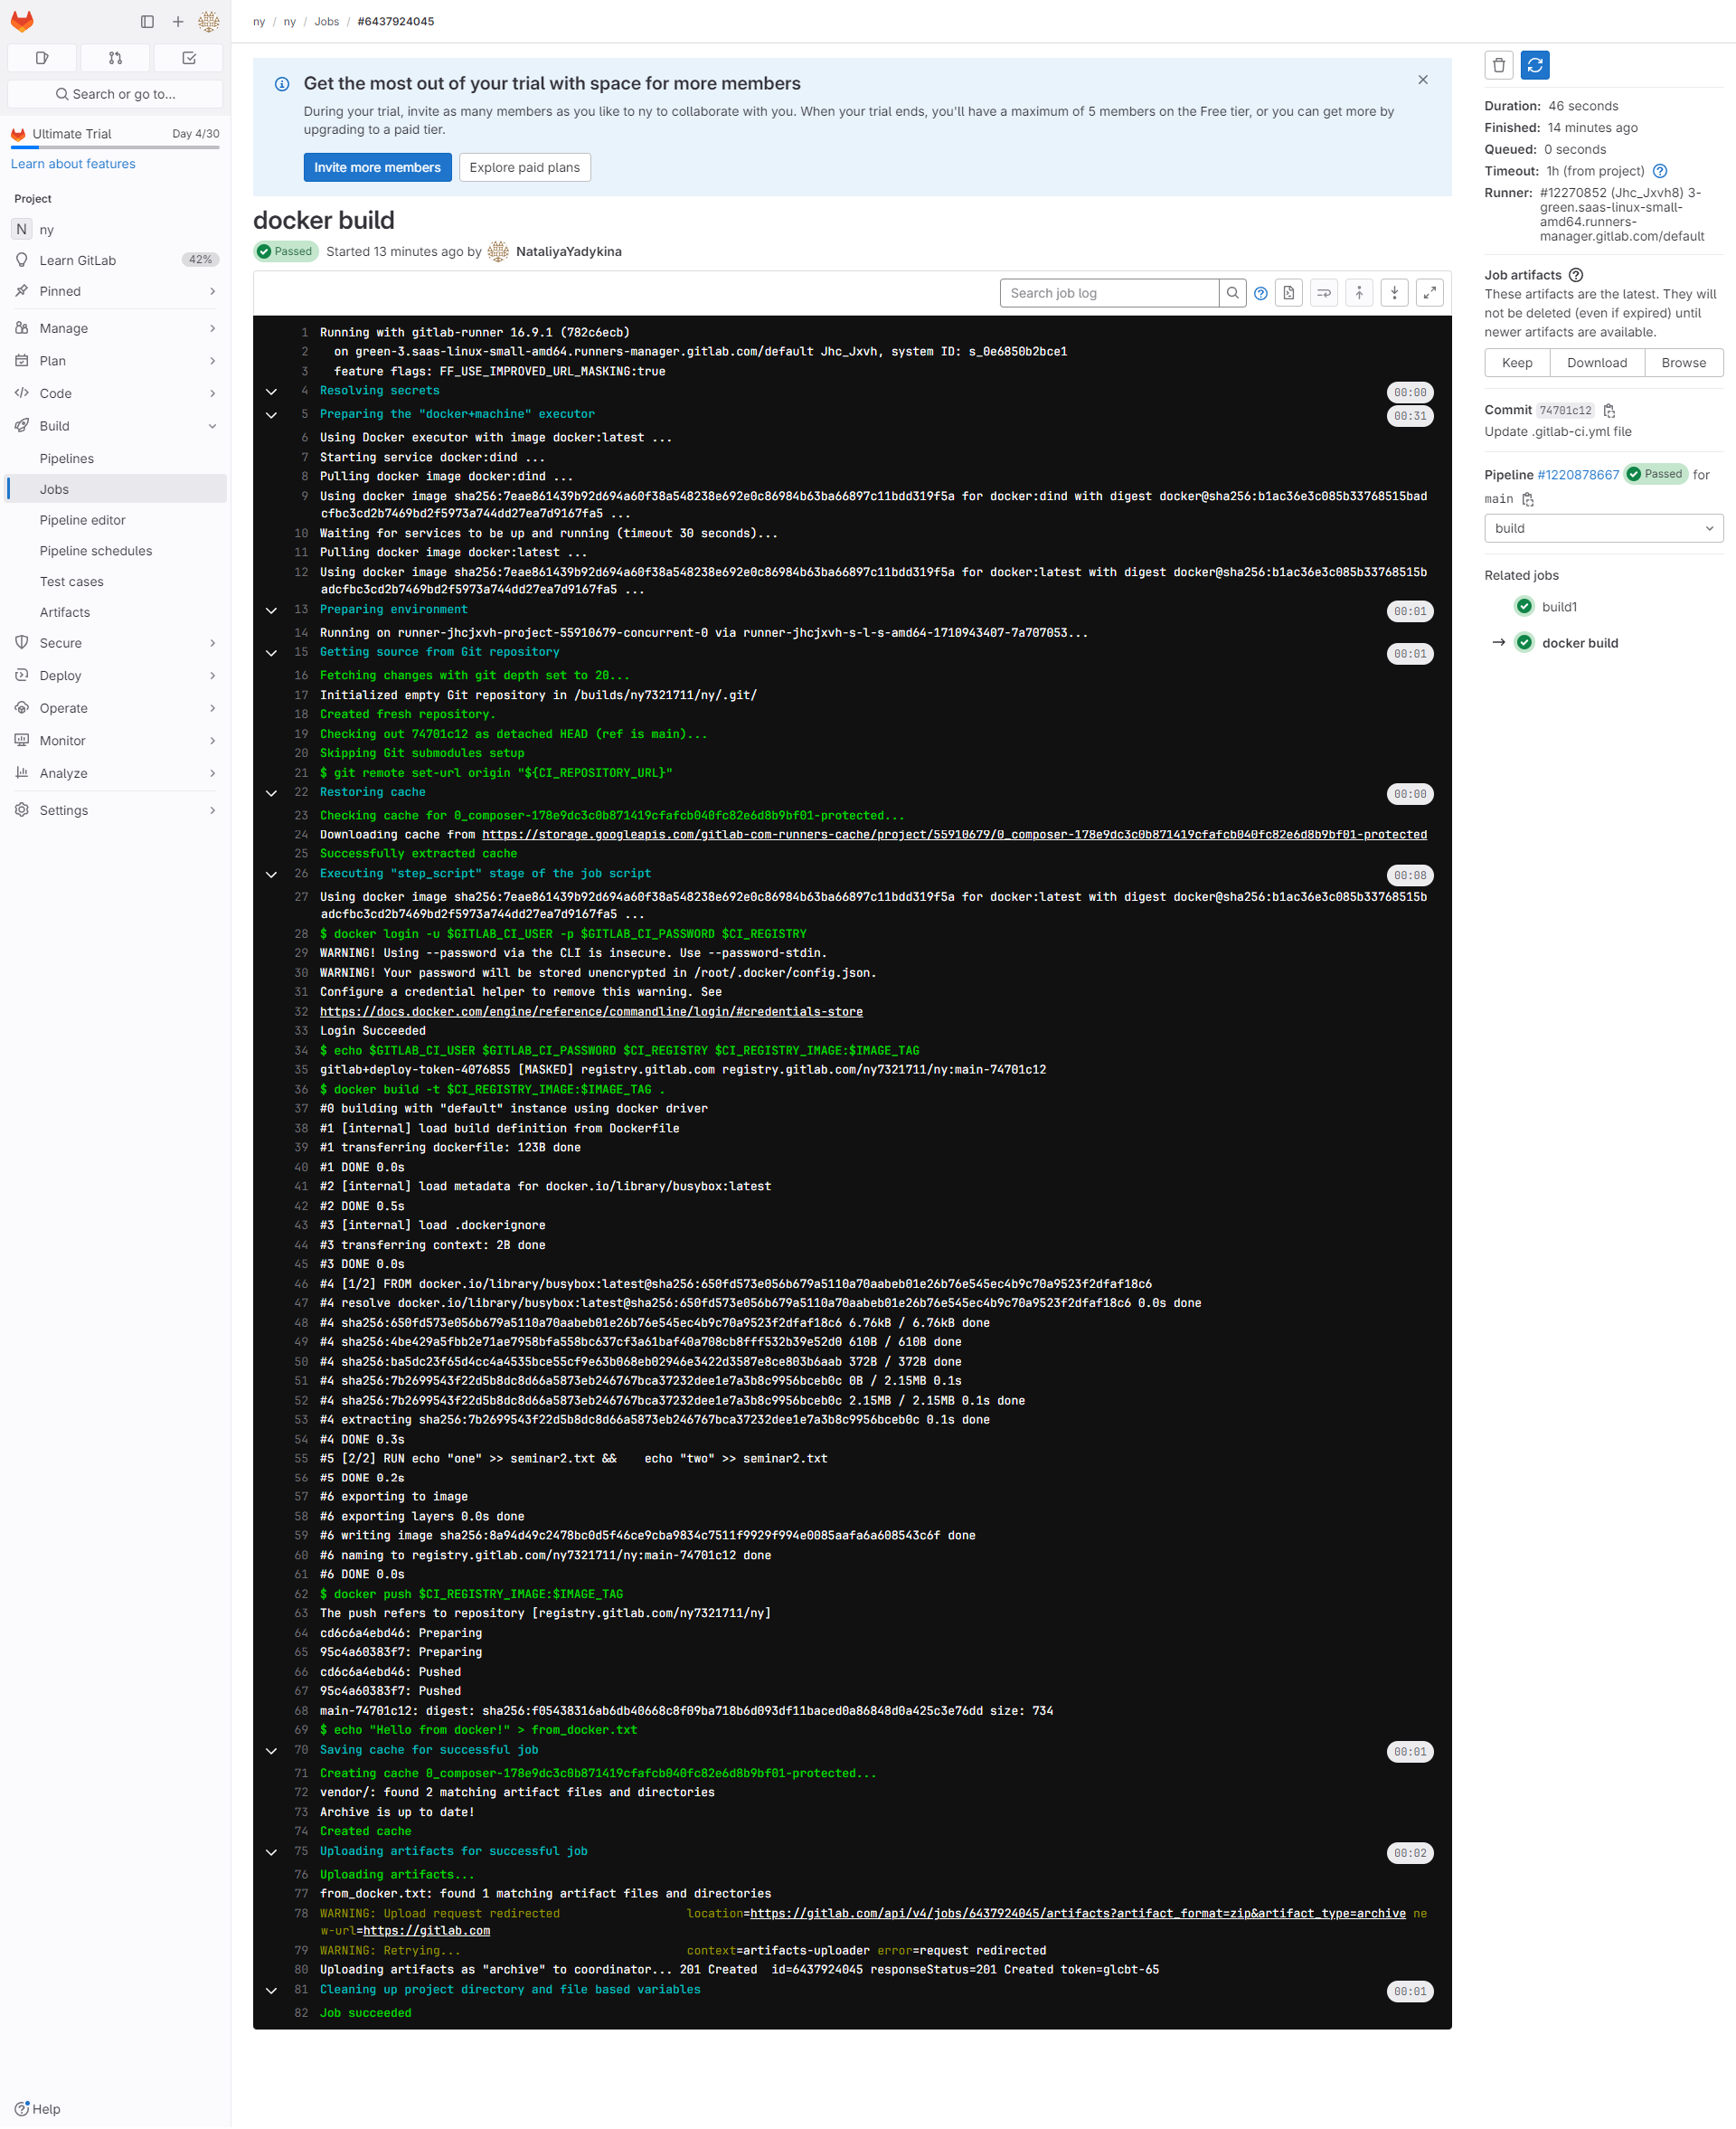 ny / ny / Jobs / #6437924045
Search or go to...
Ultimate Trial Day 4/30
Learn about features
Project
N ny
Learn GitLab 42%
Pinned
Manage
Plan
Code
Build
Pipelines
Jobs
Pipeline editor
Pipeline schedules
Test cases
Artifacts
Secure
Deploy
Operate
Monitor
Analyze
Settings
Help
Get the most out of your trial with space for more members
During your trial, invite as many members as you like to ny to collaborate with you. When your trial ends, you'll have a maximum of 5 members on the Free tier, or you can get more by
upgrading to a paid tier.
Invite more members Explore paid plans
docker build
Passed Started 13 minutes ago by NataliyaYadykina
Search job log
1 Running with gitlab-runner 16.9.1 (782c6ecb)
2 on green-3.saas-linux-small-amd64.runners-manager.gitlab.com/default Jhc_Jxvh, system ID: s_0e6850b2bce1
3 feature flags: FF_USE_IMPROVED_URL_MASKING:true
4 Resolving secrets 00:00
5 Preparing the "docker+machine" executor 00:31
6 Using Docker executor with image docker:latest ...
7 Starting service docker:dind ...
8 Pulling docker image docker:dind ...
9 Using docker image sha256:7eae861439b92d694a60f38a548238e692e0c86984b63ba66897c11bdd319f5a for docker:dind with digest docker@sha256:b1ac36e3c085b33768515bad
cfbc3cd2b7469bd2f5973a744dd27ea7d9167fa5 ...
10 Waiting for services to be up and running (timeout 30 seconds)...
11 Pulling docker image docker:latest ...
12 Using docker image sha256:7eae861439b92d694a60f38a548238e692e0c86984b63ba66897c11bdd319f5a for docker:latest with digest docker@sha256:b1ac36e3c085b33768515b
adcfbc3cd2b7469bd2f5973a744dd27ea7d9167fa5 ...
13 Preparing environment 00:01
14 Running on runner-jhcjxvh-project-55910679-concurrent-0 via runner-jhcjxvh-s-l-s-amd64-1710943407-7a707053...
15 Getting source from Git repository 00:01
16 Fetching changes with git depth set to 20...
17 Initialized empty Git repository in /builds/ny7321711/ny/.git/
18 Created fresh repository.
19 Checking out 74701c12 as detached HEAD (ref is main)...
20 Skipping Git submodules setup
21 $ git remote set-url origin "${CI_REPOSITORY_URL}"
22 Restoring cache 00:00
23 Checking cache for 0_composer-178e9dc3c0b871419cfafcb040fc82e6d8b9bf01-protected...
24 Downloading cache from https://storage.googleapis.com/gitlab-com-runners-cache/project/55910679/0_composer-178e9dc3c0b871419cfafcb040fc82e6d8b9bf01-protected
25 Successfully extracted cache
26 Executing "step_script" stage of the job script 00:08
27 Using docker image sha256:7eae861439b92d694a60f38a548238e692e0c86984b63ba66897c11bdd319f5a for docker:latest with digest docker@sha256:b1ac36e3c085b33768515b
adcfbc3cd2b7469bd2f5973a744dd27ea7d9167fa5 ...
28 $ docker login -u $GITLAB_CI_USER -p $GITLAB_CI_PASSWORD $CI_REGISTRY
29 WARNING! Using --password via the CLI is insecure. Use --password-stdin.
30 WARNING! Your password will be stored unencrypted in /root/.docker/config.json.
31 Configure a credential helper to remove this warning. See
32 https://docs.docker.com/engine/reference/commandline/login/#credentials-store
33 Login Succeeded
34 $ echo $GITLAB_CI_USER $GITLAB_CI_PASSWORD $CI_REGISTRY $CI_REGISTRY_IMAGE:$IMAGE_TAG
35 gitlab+deploy-token-4076855 [MASKED] registry.gitlab.com registry.gitlab.com/ny7321711/ny:main-74701c12
36 $ docker build -t $CI_REGISTRY_IMAGE:$IMAGE_TAG .
37 #0 building with "default" instance using docker driver
38 #1 [internal] load build definition from Dockerfile
39 #1 transferring dockerfile: 123B done
40 #1 DONE 0.0s
41 #2 [internal] load metadata for docker.io/library/busybox:latest
42 #2 DONE 0.5s
43 #3 [internal] load .dockerignore
44 #3 transferring context: 2B done
45 #3 DONE 0.0s
46 #4 [1/2] FROM docker.io/library/busybox:latest@sha256:650fd573e056b679a5110a70aabeb01e26b76e545ec4b9c70a9523f2dfaf18c6
47 #4 resolve docker.io/library/busybox:latest@sha256:650fd573e056b679a5110a70aabeb01e26b76e545ec4b9c70a9523f2dfaf18c6 0.0s done
48 #4 sha256:650fd573e056b679a5110a70aabeb01e26b76e545ec4b9c70a9523f2dfaf18c6 6.76kB / 6.76kB done
49 #4 sha256:4be429a5fbb2e71ae7958bfa558bc637cf3a61baf40a708cb8fff532b39e52d0 610B / 610B done
50 #4 sha256:ba5dc23f65d4cc4a4535bce55cf9e63b068eb02946e3422d3587e8ce803b6aab 372B / 372B done
51 #4 sha256:7b2699543f22d5b8dc8d66a5873eb246767bca37232dee1e7a3b8c9956bceb0c 0B / 2.15MB 0.1s
52 #4 sha256:7b2699543f22d5b8dc8d66a5873eb246767bca37232dee1e7a3b8c9956bceb0c 2.15MB / 2.15MB 0.1s done
53 #4 extracting sha256:7b2699543f22d5b8dc8d66a5873eb246767bca37232dee1e7a3b8c9956bceb0c 0.1s done
54 #4 DONE 0.3s
55 #5 [2/2] RUN echo "one" >> seminar2.txt &&    echo "two" >> seminar2.txt
56 #5 DONE 0.2s
57 #6 exporting to image
58 #6 exporting layers 0.0s done
59 #6 writing image sha256:8a94d49c2478bc0d5f46ce9cba9834c7511f9929f994e0085aafa6a608543c6f done
60 #6 naming to registry.gitlab.com/ny7321711/ny:main-74701c12 done
61 #6 DONE 0.0s
62 $ docker push $CI_REGISTRY_IMAGE:$IMAGE_TAG
63 The push refers to repository [registry.gitlab.com/ny7321711/ny]
64 cd6c6a4ebd46: Preparing
65 95c4a60383f7: Preparing
66 cd6c6a4ebd46: Pushed
67 95c4a60383f7: Pushed
68 main-74701c12: digest: sha256:f05438316ab6db40668c8f09ba718b6d093df11baced0a86848d0a425c3e76dd size: 734
69 $ echo "Hello from docker!" > from_docker.txt
70 Saving cache for successful job 00:01
71 Creating cache 0_composer-178e9dc3c0b871419cfafcb040fc82e6d8b9bf01-protected...
72 vendor/: found 2 matching artifact files and directories
73 Archive is up to date!
74 Created cache
75 Uploading artifacts for successful job 00:02
76 Uploading artifacts...
77 from_docker.txt: found 1 matching artifact files and directories
78 WARNING: Upload request redirected location=https://gitlab.com/api/v4/jobs/6437924045/artifacts?artifact_format=zip&artifact_type=archive ne
w-url=https://gitlab.com
79 WARNING: Retrying... context=artifacts-uploader error=request redirected
80 Uploading artifacts as "archive" to coordinator... 201 Created  id=6437924045 responseStatus=201 Created token=glcbt-65
81 Cleaning up project directory and file based variables 00:01
82 Job succeeded
Duration: 46 seconds
Finished: 14 minutes ago
Queued: 0 seconds
Timeout: 1h (from project)
Runner: #12270852 (Jhc_Jxvh8) 3-
green.saas-linux-small-
amd64.runners-
manager.gitlab.com/default
Job artifacts
These artifacts are the latest. They will
not be deleted (even if expired) until
newer artifacts are available.
Keep Download Browse
Commit 74701c12
Update .gitlab-ci.yml file
Pipeline #1220878667 Passed for
main
build
Related jobs
build1
docker build